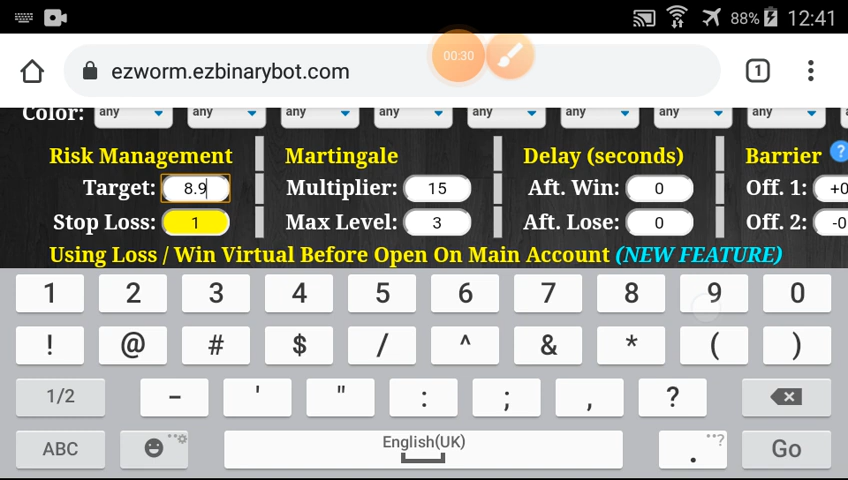 88% 12:41
00:30
ezworm.ezbinarybot.com 1
Color: any any any any any any any any
Risk Management Martingale Delay (seconds) Barrier ?
Target: 8.9 Multiplier: 15 Aft. Win: 0 Off. 1: +0
Stop Loss: 1 Max Level: 3 Aft. Lose: 0 Off. 2: -0
Using Loss / Win Virtual Before Open On Main Account (NEW FEATURE)
1 2 3 4 5 6 7 8 9 0
! @ # $ / ^ & * ( )
1/2 - ' " : ; , ?
ABC English(UK) . ,,? Go